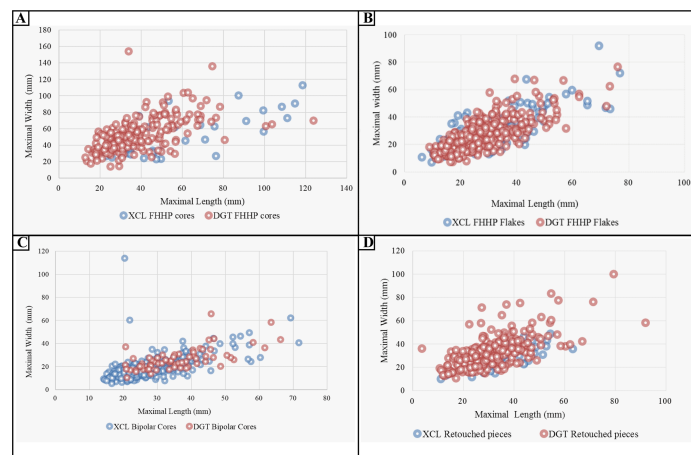 A
180
160
140
120
100
80
60
40
20
0
Maximal Width (mm)
0 20 40 60 80 100 120 140
Maximal Length (mm)
XCL FHHP cores DGT FHHP cores
B
100
80
60
40
20
0
Maximal width (mm)
0 20 40 60 80 100
Maximal Length (mm)
XCL FHHP Flakes DGT FHHP Flakes
C
120
100
80
60
40
20
0
Maximal Width (mm)
0 10 20 30 40 50 60 70 80
Maximal Length (mm)
XCL Bipolar Cores DGT Bipolar Cores
D
120
100
80
60
40
20
0
Maximal Width (mm)
0 20 40 60 80 100
Maximal Length (mm)
XCL Retouched pieces DGT Retouched pieces